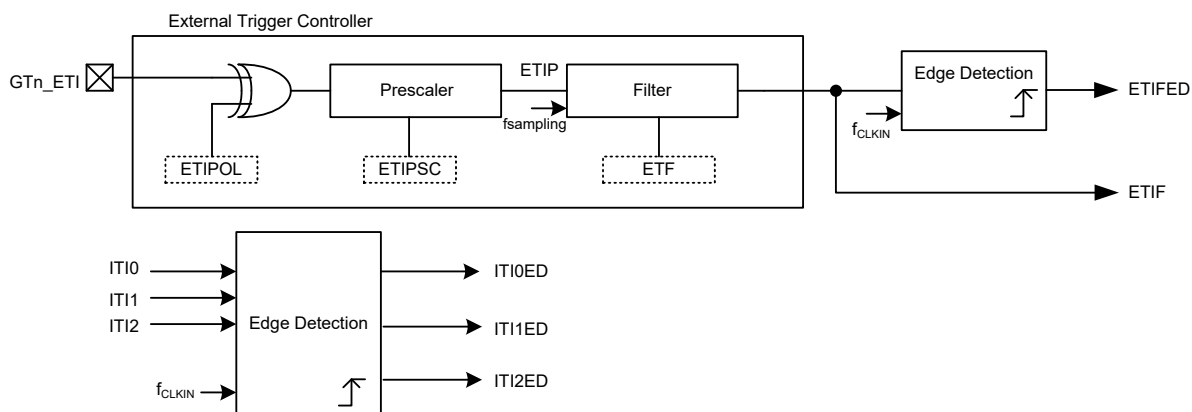 External Trigger Controller
GTn_ETI
Prescaler
ETIP
fsampling
Filter
Edge Detection
fCLKIN
ETIFED
ETIPOL
ETIPSC
ETF
ETIF
ITI0
ITI1
ITI2
fCLKIN
Edge Detection
ITI0ED
ITI1ED
ITI2ED